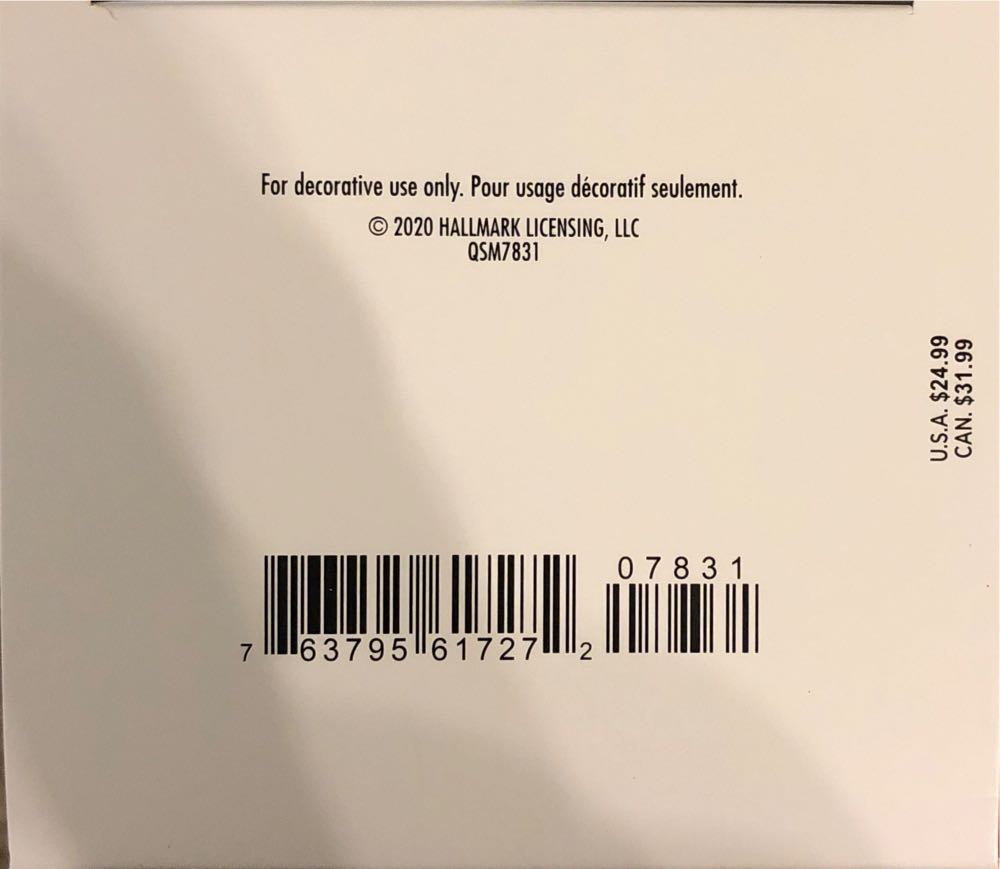 For decorative use only. Pour usage décoratif seulement.
© 2020 HALLMARK LICENSING, LLC
QSM7831
U.S.A. $24.99
CAN. $31.99
07831
7 63795 61727 2